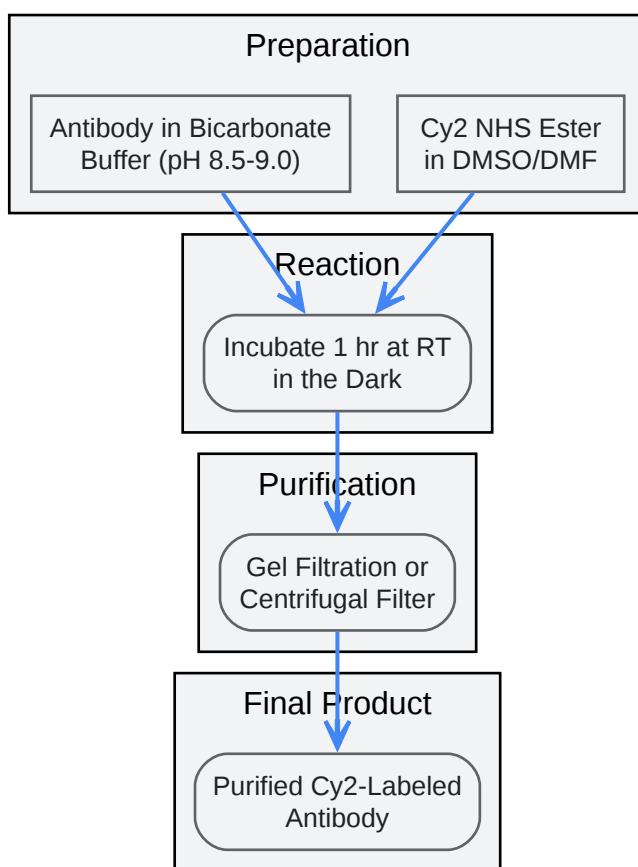 Preparation
Antibody in Bicarbonate
Buffer (pH 8.5-9.0)
Cy2 NHS Ester
in DMSO/DMF
Reaction
Incubate 1 hr at RT
in the Dark
Purification
Gel Filtration or
Centrifugal Filter
Final Product
Purified Cy2-Labeled
Antibody